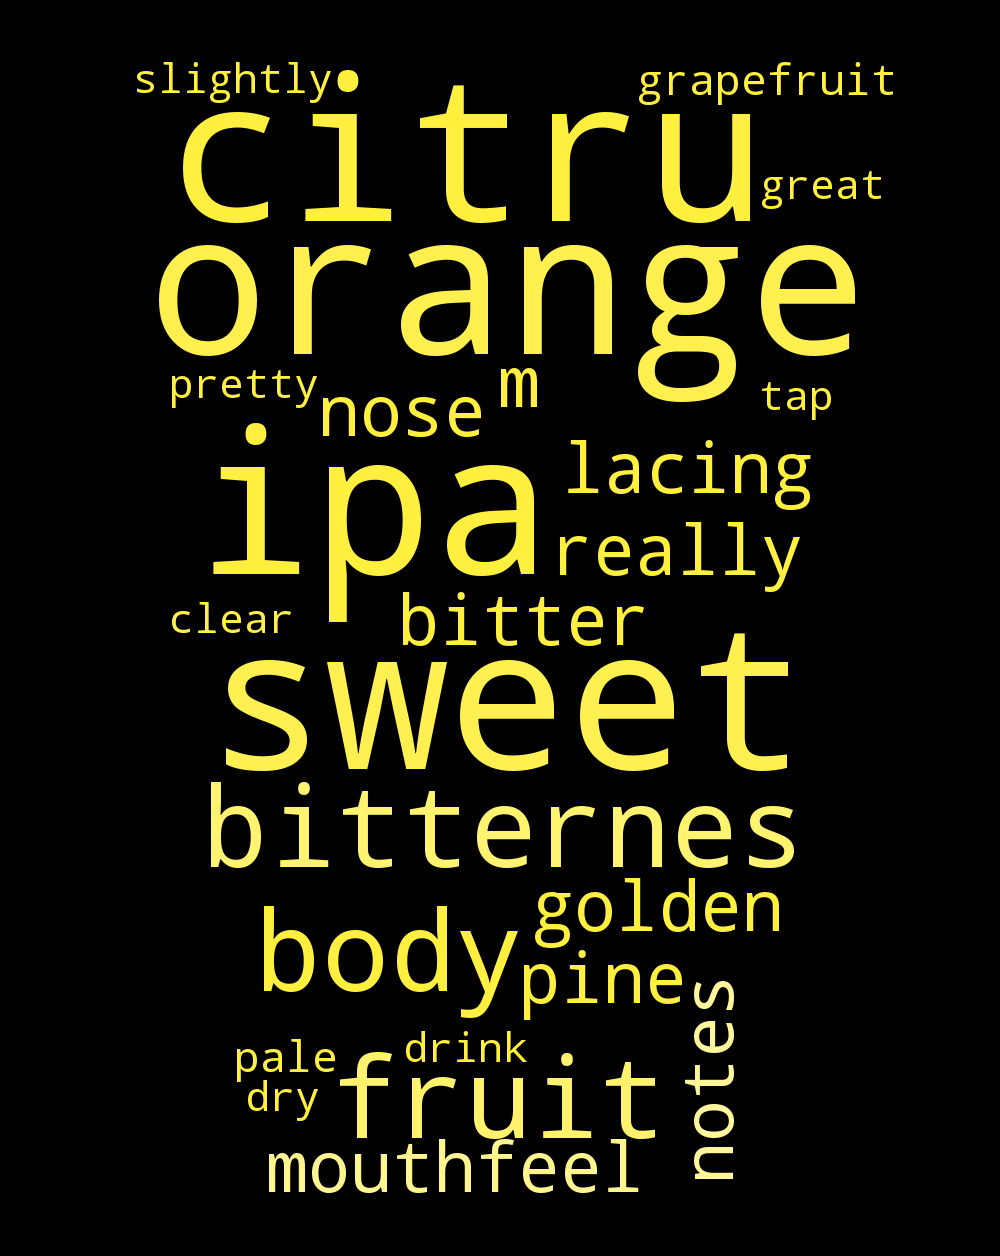 slightly
grapefruit
citru
great
orange
pretty
nose
m
tap
ipa
lacing
really
clear
bitter
sweet
bitternes
golden
body
pine
notes
pale
drink
dry
fruit
mouthfeel